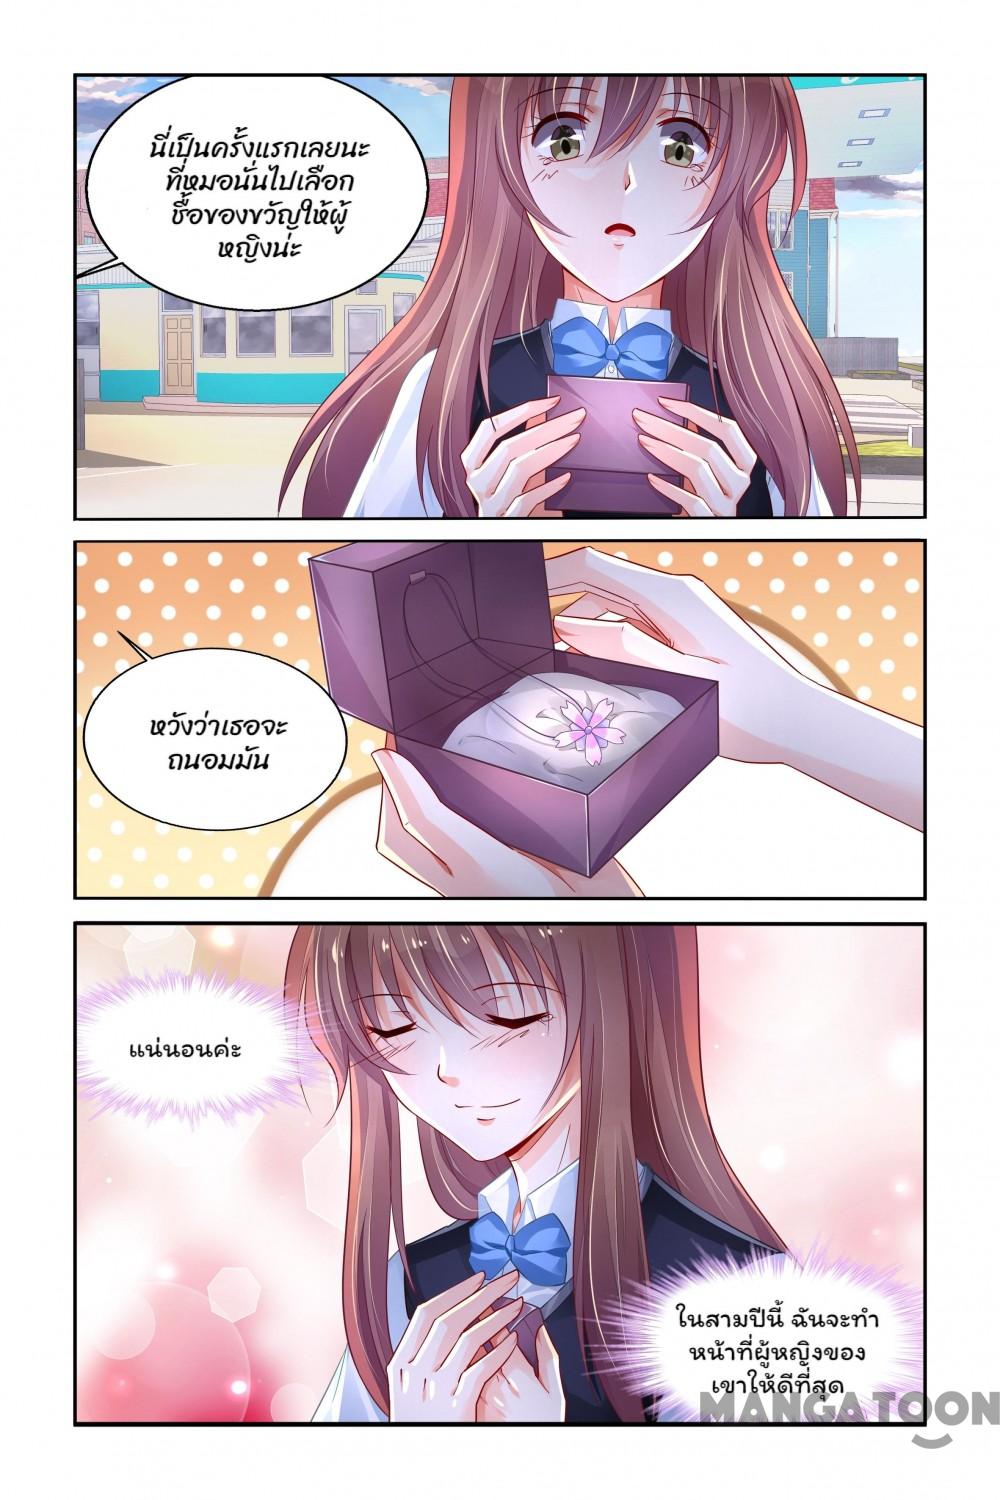 นี่เป็นครั้งแรกเลยนะ
ที่หมอนั่นไปเลือก
ซื้อของขวัญให้ผู้
หญิงน่ะ
หวังว่าเธอจะ
ถนอมมัน
แน่นอนค่ะ
ในสามปีนี้ ฉันจะทำ
หน้าที่ผู้หญิงของ
เขาให้ดีที่สุด
MANGATOON